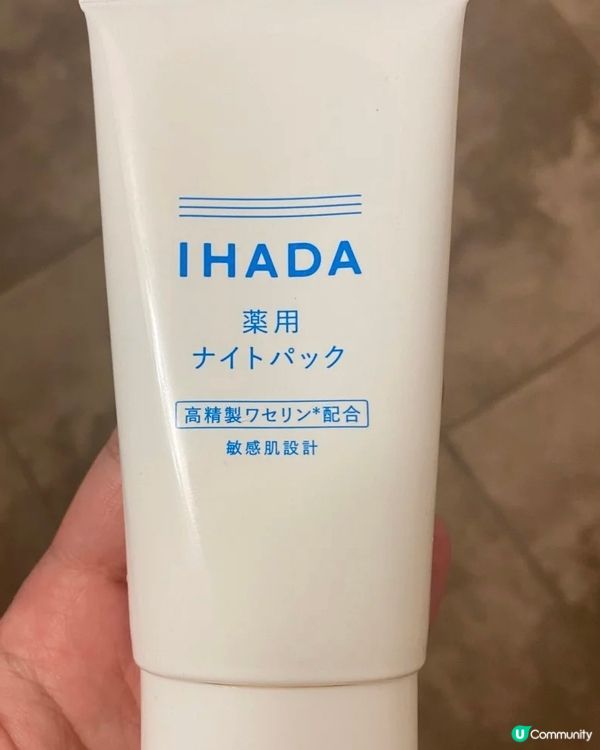 IHADA
薬用
ナイトパック
高精製ワセリン*配合
敏感肌設計
U Community